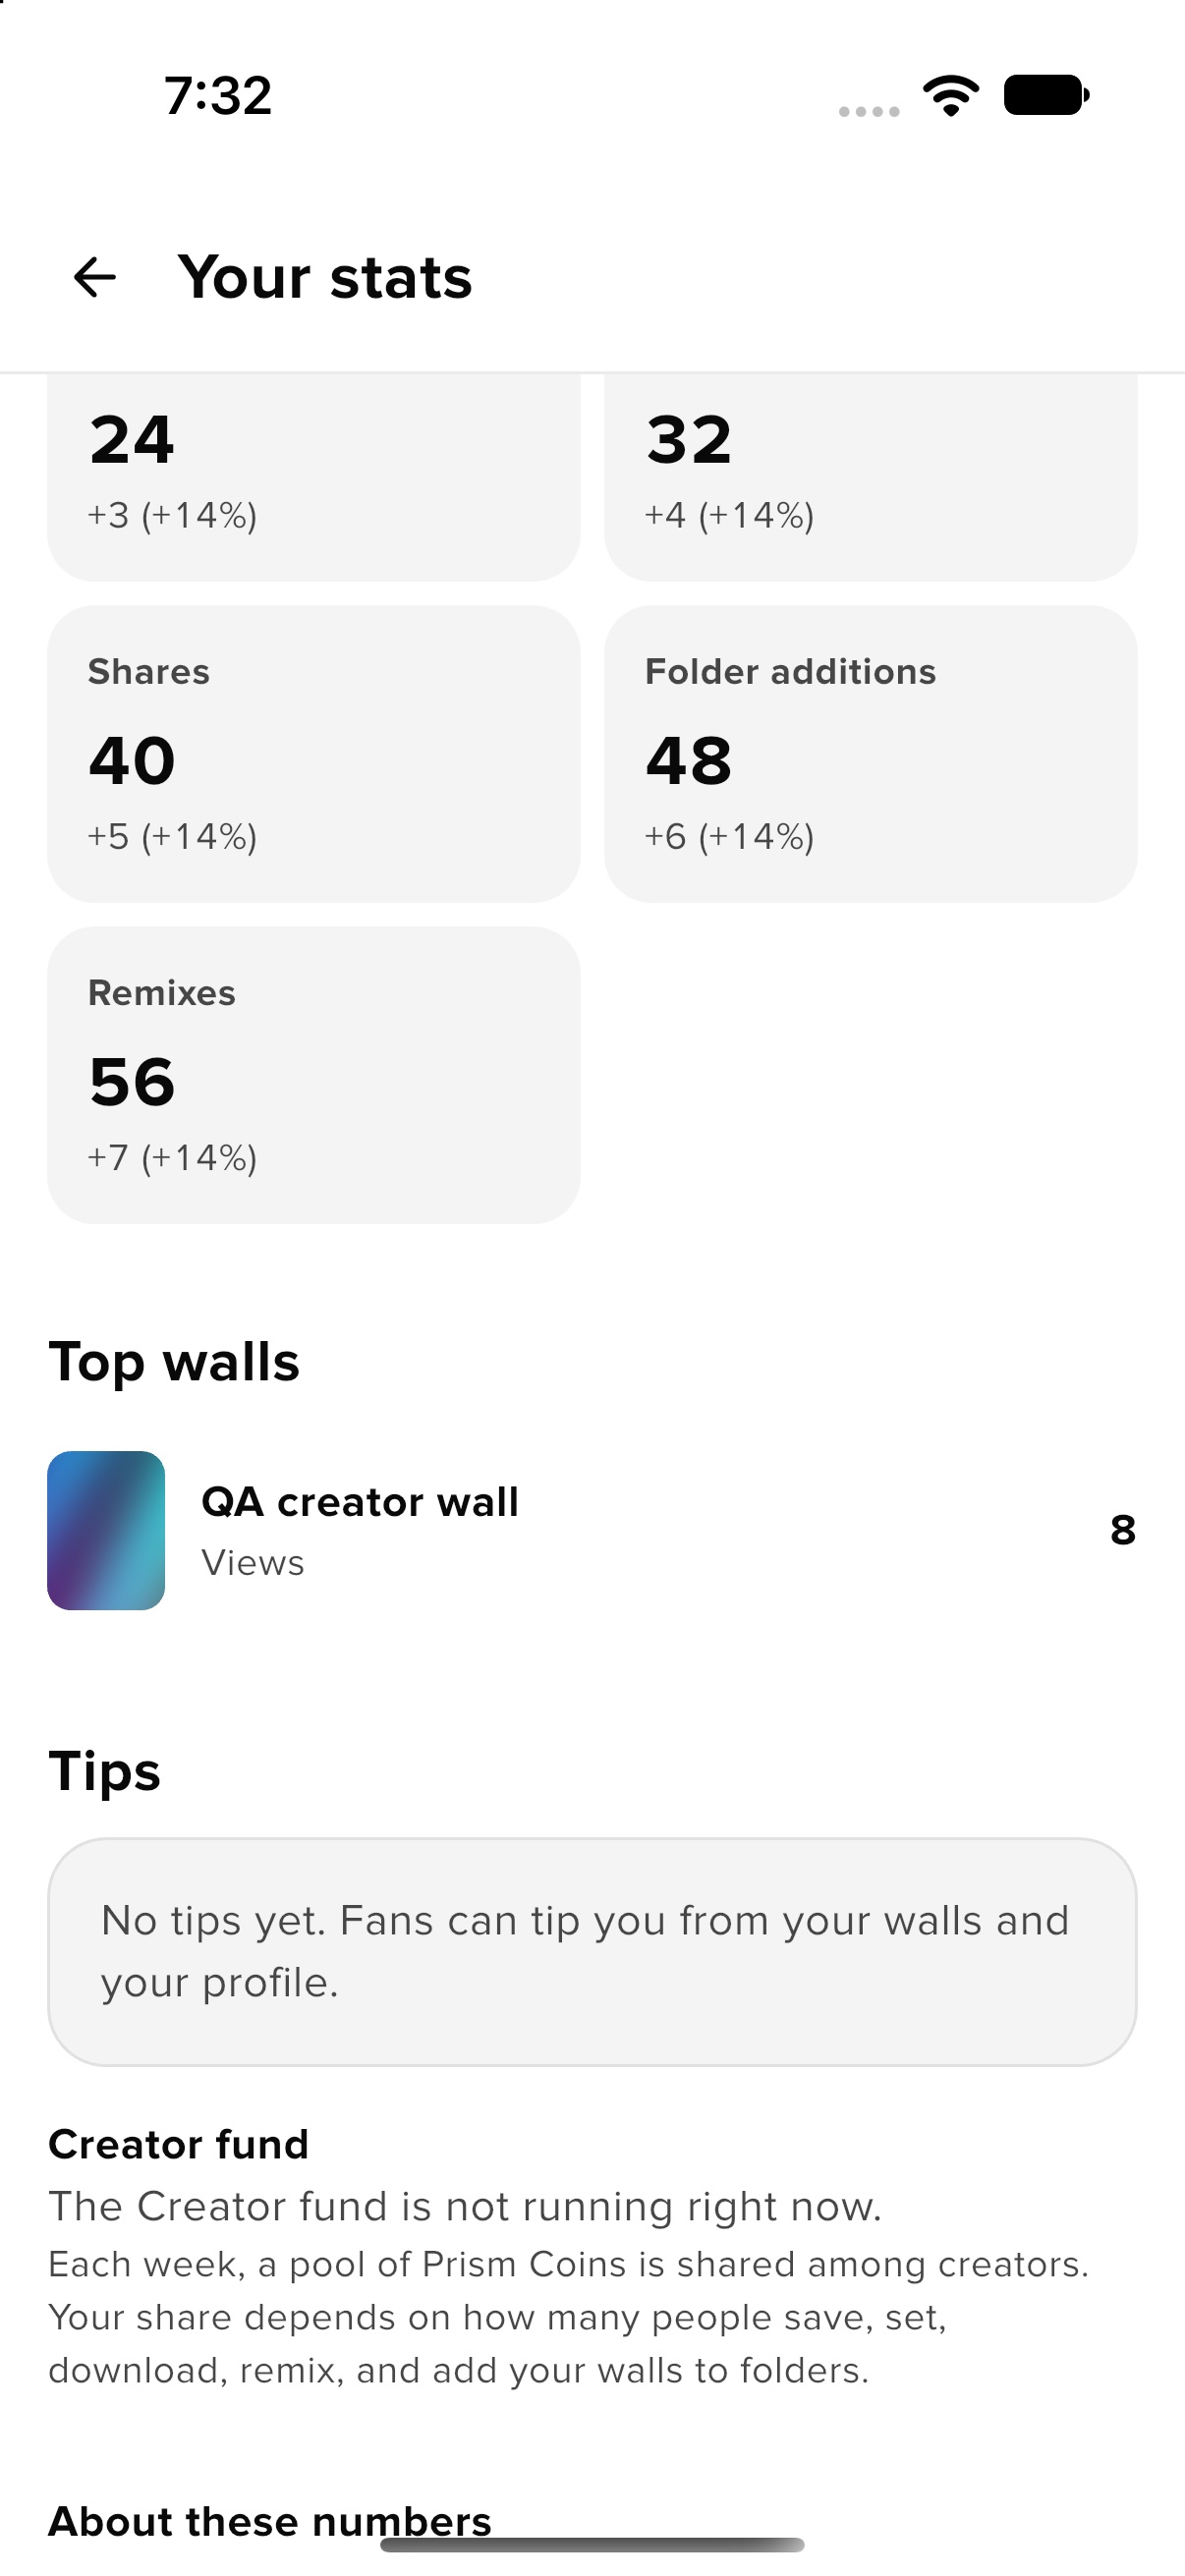 7:32
Your stats
24
+3 (+14%)
32
+4 (+14%)
Shares
40
+5 (+14%)
Folder additions
48
+6 (+14%)
Remixes
56
+7 (+14%)
Top walls
QA creator wall
Views
8
Tips
No tips yet. Fans can tip you from your walls and
your profile.
Creator fund
The Creator fund is not running right now.
Each week, a pool of Prism Coins is shared among creators.
Your share depends on how many people save, set,
download, remix, and add your walls to folders.
About these numbers